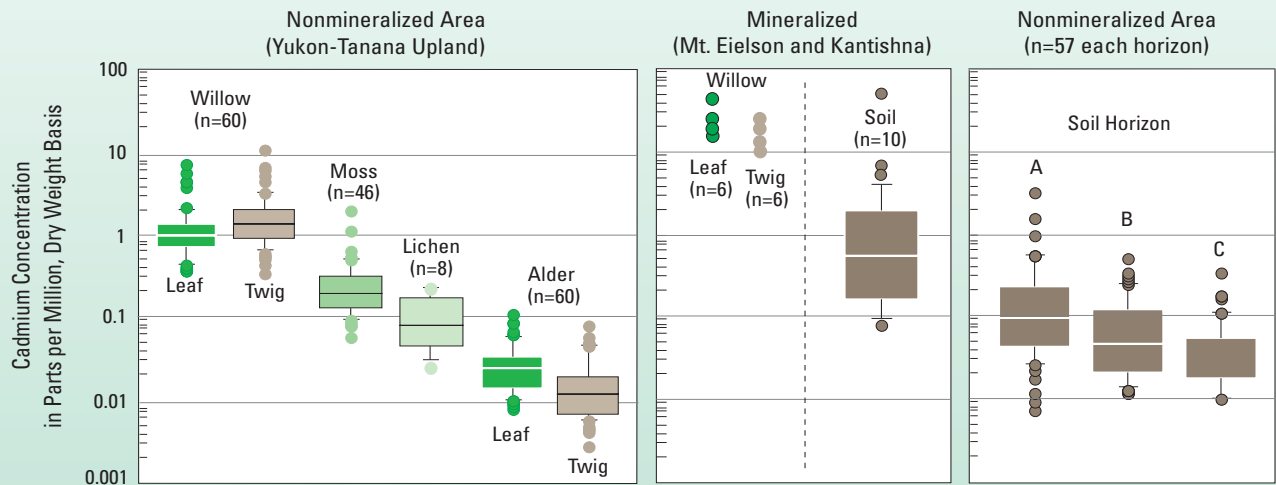 Nonmineralized Area
(Yukon-Tanana Upland)
Mineralized
(Mt. Eielson and Kantishna)
Nonmineralized Area
(n=57 each horizon)
Cadmium Concentration
in Parts per Million, Dry Weight Basis
100
10
1
0.1
0.01
0.001
Willow
(n=60)
Leaf
Twig
Moss
(n=46)
Lichen
(n=8)
Alder
(n=60)
Leaf
Twig
Willow
Leaf
(n=6)
Twig
(n=6)
Soil
(n=10)
Soil Horizon
A
B
C